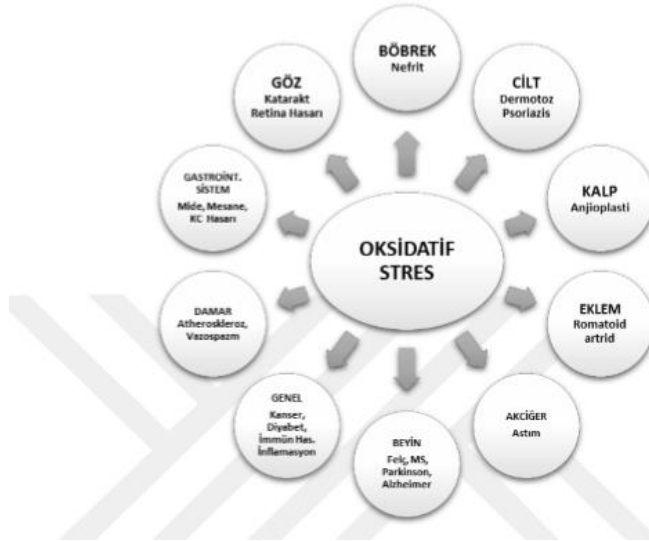 BÖBREK
Nefrit
CİLT
Dermotoz
Psoriazis
KALP
Anjioplasti
EKLEM
Romatoid
artrid
AKCİĞER
Astım
BEYİN
Felç, MS,
Parkinson,
Alzheimer
GENEL
Kanser,
Diyabet,
İmmün Has.
İnflamasyon
DAMAR
Atheroskleroz,
Vazospazm
GASTROİNT.
SİSTEM
Mide, Mesane,
KC Hasarı
GÖZ
Katarakt
Retina Hasarı
OKSİDATİF
STRES